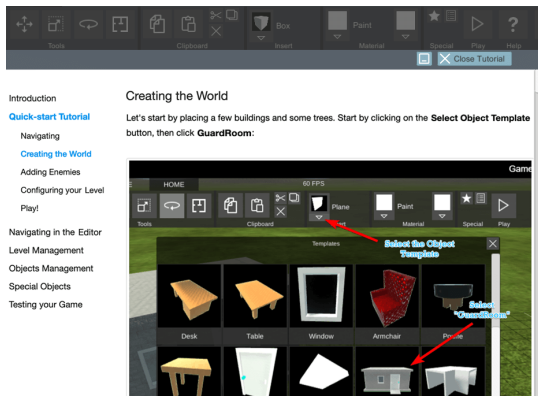 Box
Paint
Tools
Clipboard
Insert
Material
Special
Play
Help
Close Tutorial
Introduction
Quick-start Tutorial
Navigating
Creating the World
Adding Enemies
Configuring your Level
Play!
Navigating in the Editor
Level Management
Objects Management
Special Objects
Testing your Game
Creating the World
Let's start by placing a few buildings and some trees. Start by clicking on the Select Object Template
button, then click GuardRoom:
Game
HOME
60 FPS
Plane
Paint
Tools
Clipboard
Material
Special
Play
Select the Object
Template
Templates
Select
"GuardRoom"
Desk
Table
Window
Armchair